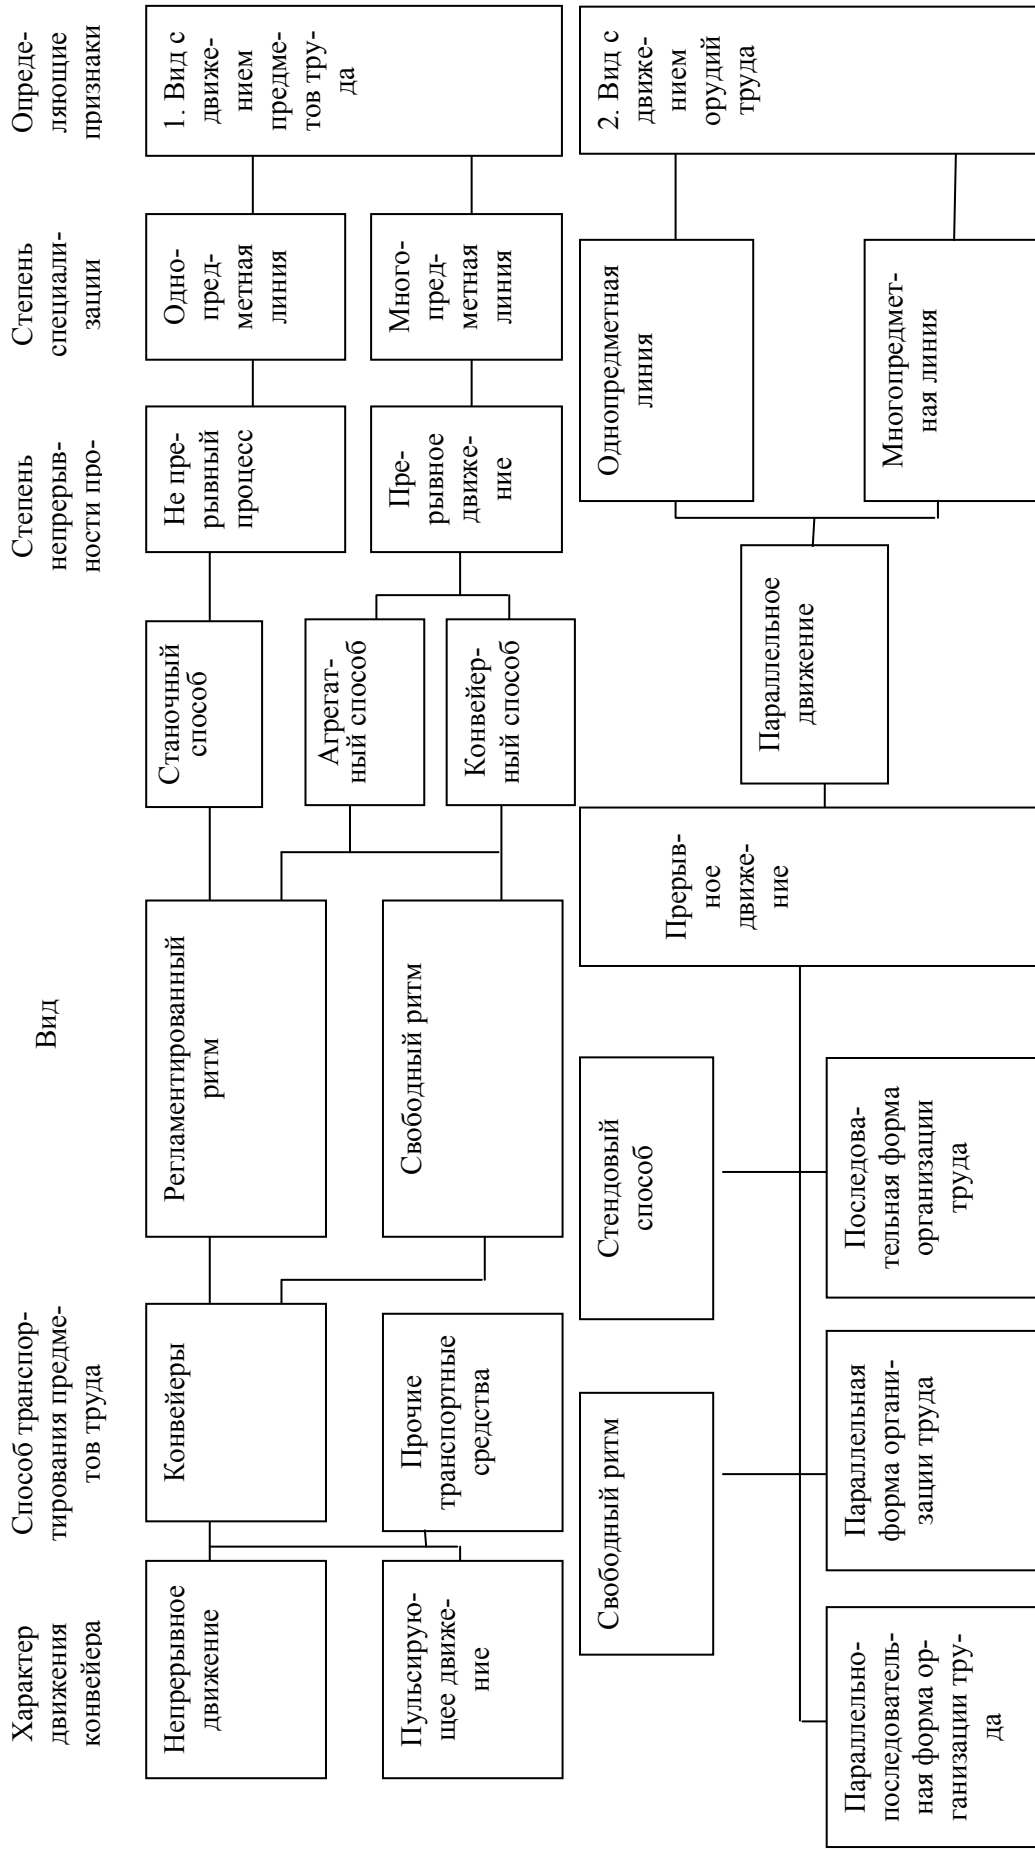 Опреде-
ляющие
признаки
1. Вид с
движе-
нием
предме-
тов тру-
да
2. Вид с
движе-
нием
орудий
труда
Степень
специали-
зации
Одно-
пред-
метная
линия
Много-
пред-
метная
линия
Однопредметная
линия
Многопредмет-
ная линия
Степень
непрерыв-
ности про-
Не пре-
рывный
процесс
Пре-
рывное
движе-
ние
Параллельное
движение
Вид
Станочный
способ
Агрегат-
ный способ
Конвейер-
ный способ
Прерыв-
ное
движе-
ние
Регламентированный
ритм
Свободный ритм
Стендовый
способ
Последова-
тельная форма
организации
труда
Способ транспор-
тирования предме-
тов труда
Конвейеры
Прочие
транспортные
средства
Свободный ритм
Параллельная
форма органи-
зации труда
Характер
движения
конвейера
Непрерывное
движение
Пульсирую-
щее движе-
ние
Параллельно-
последователь-
ная форма ор-
ганизации тру-
да